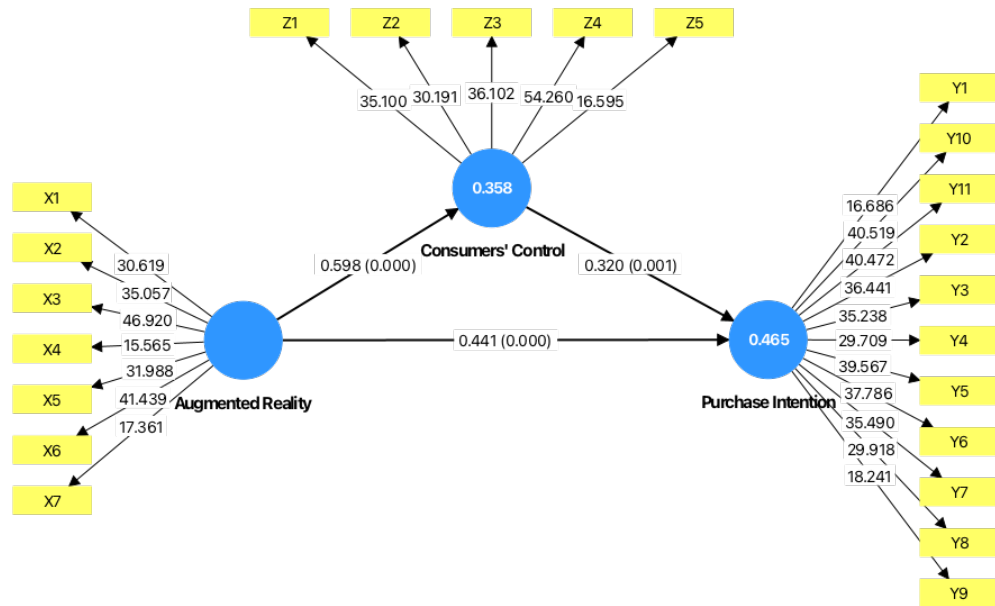 Z1
Z2
Z3
Z4
Z5
35.100
30.191
36.102
54.260
16.595
0.358
Consumers' Control
X1
X2
X3
X4
X5
X6
X7
30.619
35.057
46.920
15.565
31.988
41.439
17.361
Augmented Reality
0.598 (0.000)
0.320 (0.001)
0.441 (0.000)
0.465
Purchase Intention
16.686
40.519
40.472
36.441
35.238
29.709
39.567
37.786
35.490
29.918
18.241
Y1
Y10
Y11
Y2
Y3
Y4
Y5
Y6
Y7
Y8
Y9